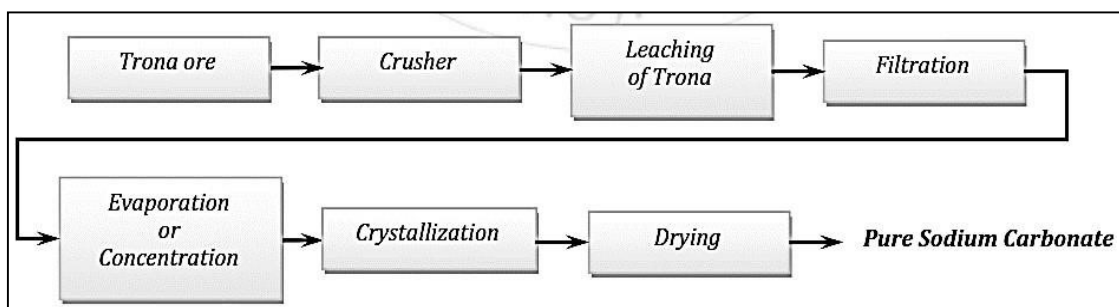 Trona ore
Crusher
Leaching
of Trona
Filtration
Evaporation
or
Concentration
Crystallization
Drying
Pure Sodium Carbonate